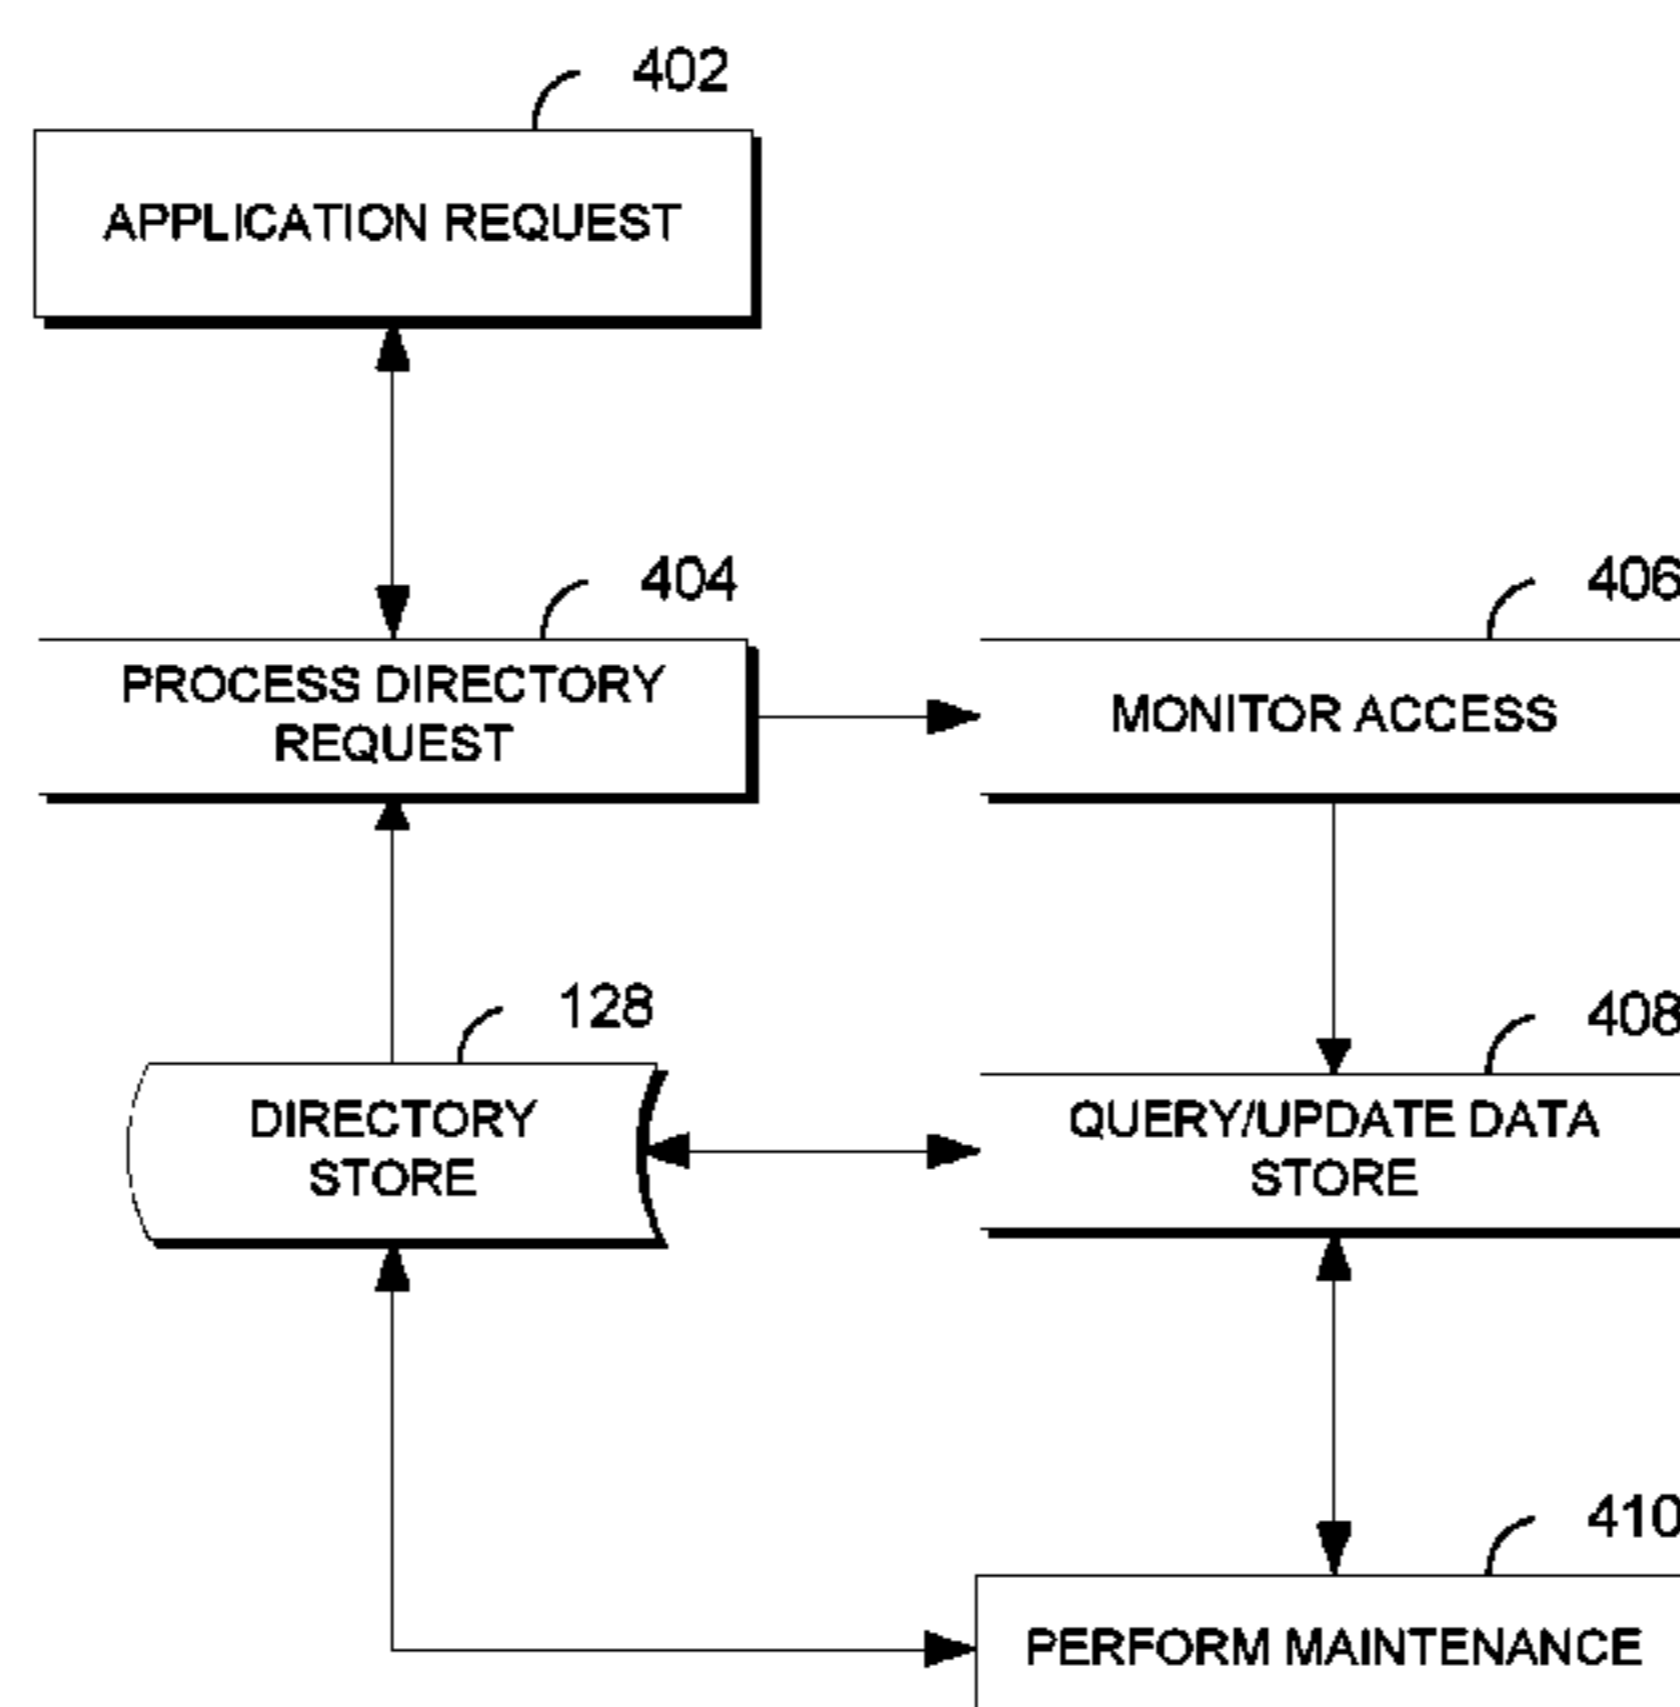 402
APPLICATION REQUEST
404
406
PROCESS DIRECTORY
REQUEST
MONITOR ACCESS
128
408
DIRECTORY
STORE
QUERY/UPDATE DATA
STORE
410
PERFORM MAINTENANCE